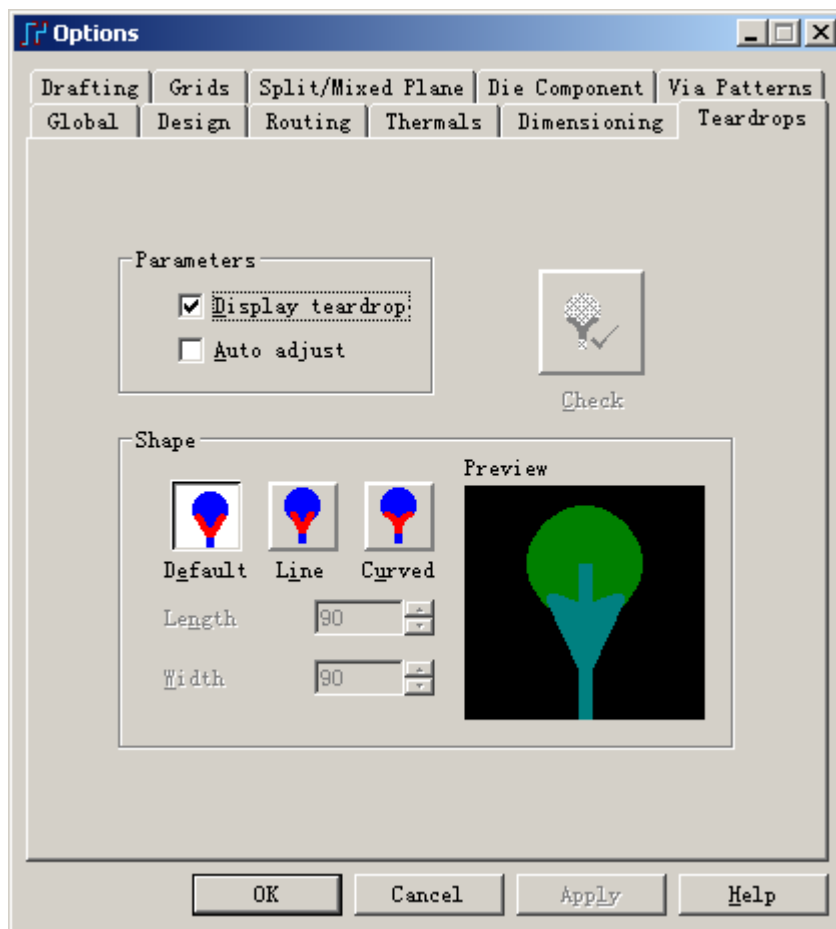 Options
Drafting Grids Split/Mixed Plane Die Component Via Patterns
Global Design Routing Thermals Dimensioning Teardrops
Parameters
Display teardrop
Auto adjust
Check
Shape
Preview
Default Line Curved
Length 90
Width 90
OK Cancel Apply Help